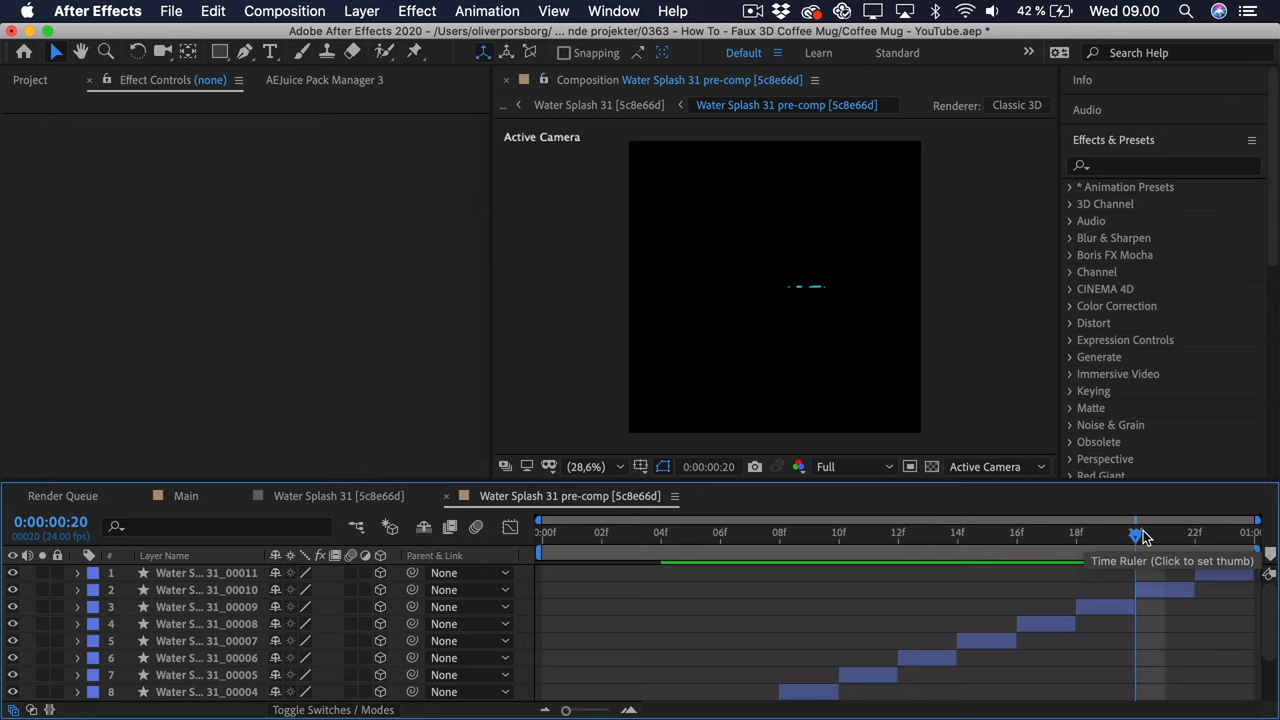 After Effects File Edit Composition Layer Effect Animation View Window Help 42 % Wed 09.00
Adobe After Effects 2020 - /Users/oliverporsborg/ ... nde projekter/0363 - How To - Faux 3D Coffee Mug/Coffee Mug - YouTube.aep *
Snapping Default Learn Standard Search Help
Project Effect Controls (none) AEJuice Pack Manager 3 Composition Water Splash 31 pre-comp [5c8e66d] Info
... Water Splash 31 [5c8e66d] Water Splash 31 pre-comp [5c8e66d] Renderer: Classic 3D
Audio
Active Camera
Effects & Presets
* Animation Presets
3D Channel
Audio
Blur & Sharpen
Boris FX Mocha
Channel
CINEMA 4D
Color Correction
Distort
Expression Controls
Generate
Immersive Video
Keying
Matte
Noise & Grain
Obsolete
Perspective
Red Giant
(28,6%) 0:00:00:20 Full Active Camera
Render Queue Main Water Splash 31 [5c8e66d] Water Splash 31 pre-comp [5c8e66d]
0:00:00:20
00020 (24.00 fps)
02F 04F 06F 08F 10F 12F 14F 16F 18F 22F
# Layer Name Parent & Link
Time Ruler (Click to set thumb)
1 Water S... 31_00011 None
2 Water S... 31_00010 None
3 Water S... 31_00009 None
4 Water S... 31_00008 None
5 Water S... 31_00007 None
6 Water S... 31_00006 None
7 Water S... 31_00005 None
8 Water S... 31_00004 None
Toggle Switches / Modes